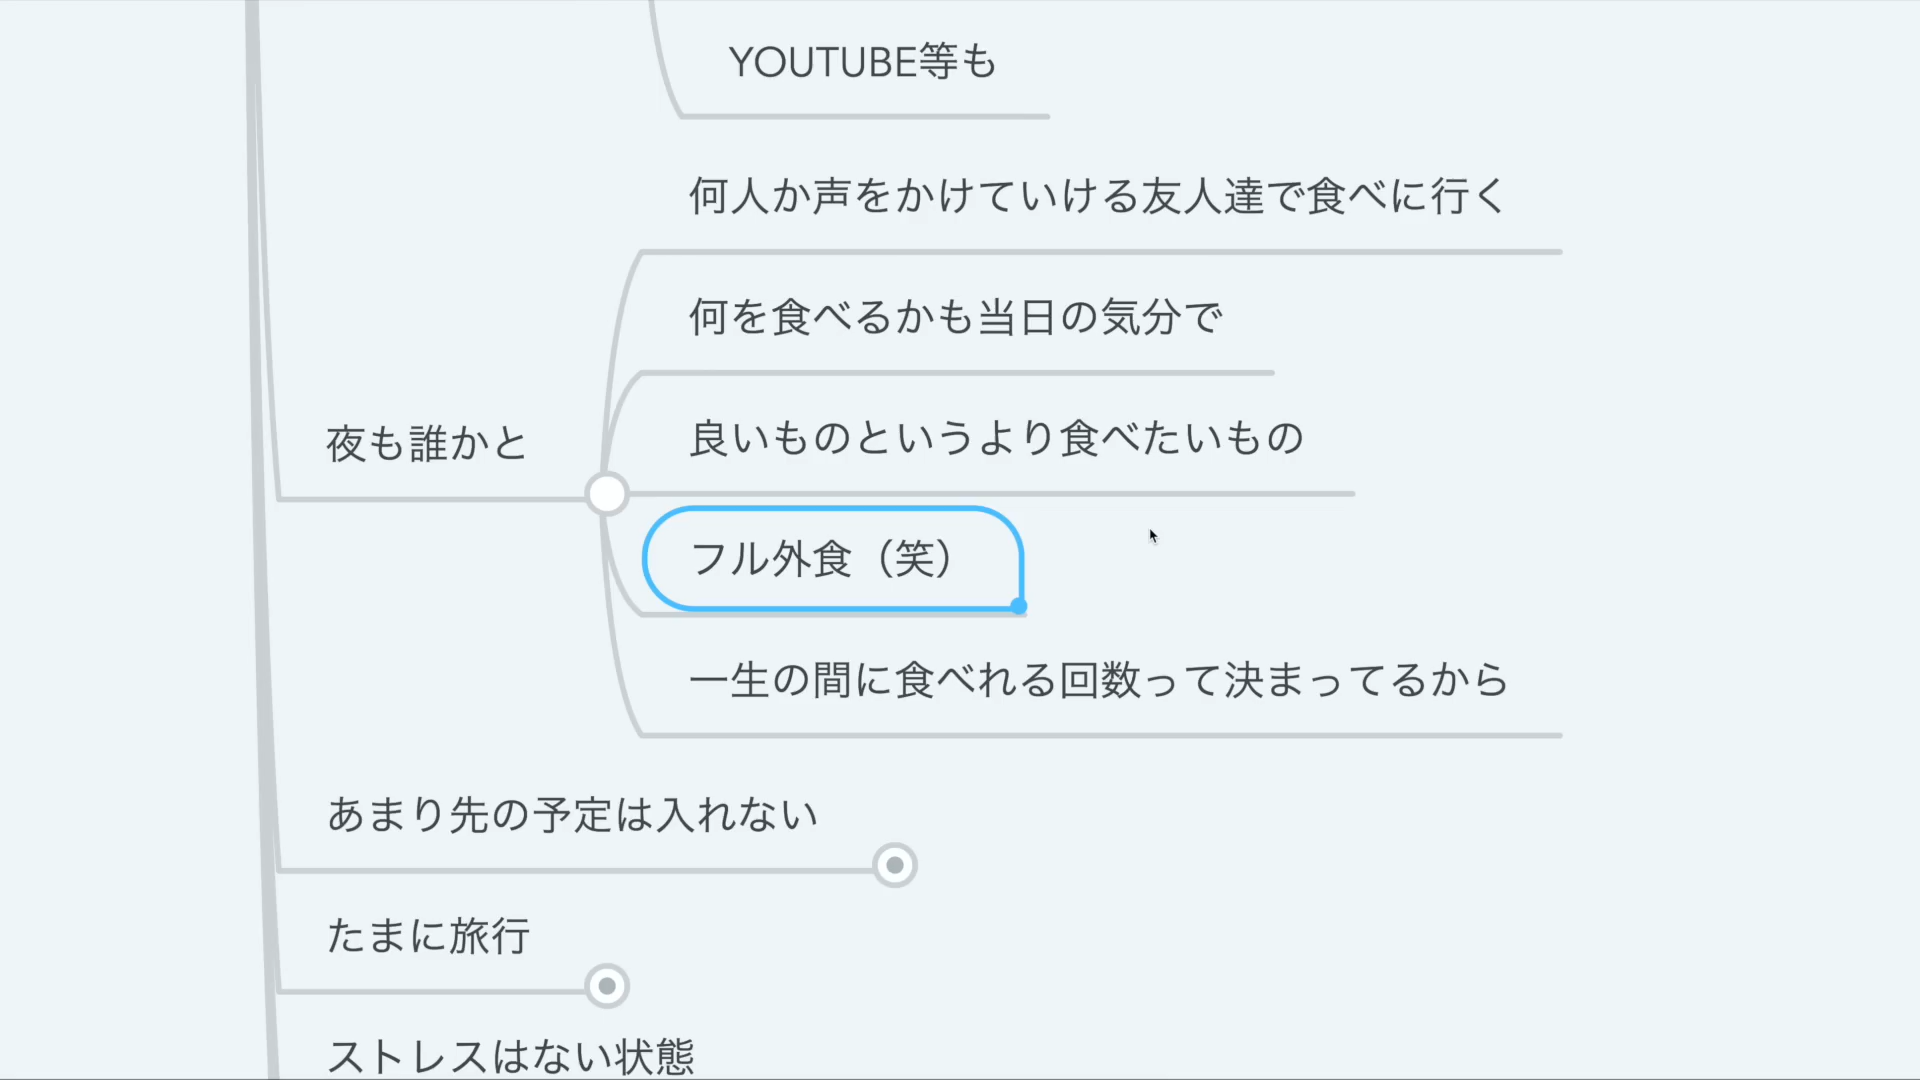 YOUTUBE等も
何人か声をかけていける友人達で食べに行く
何を食べるかも当日の気分で
夜も誰かと
良いものというより食べたいもの
フル外食（笑）
一生の間に食べれる回数って決まってるから
あまり先の予定は入れない
たまに旅行
ストレスはない状態